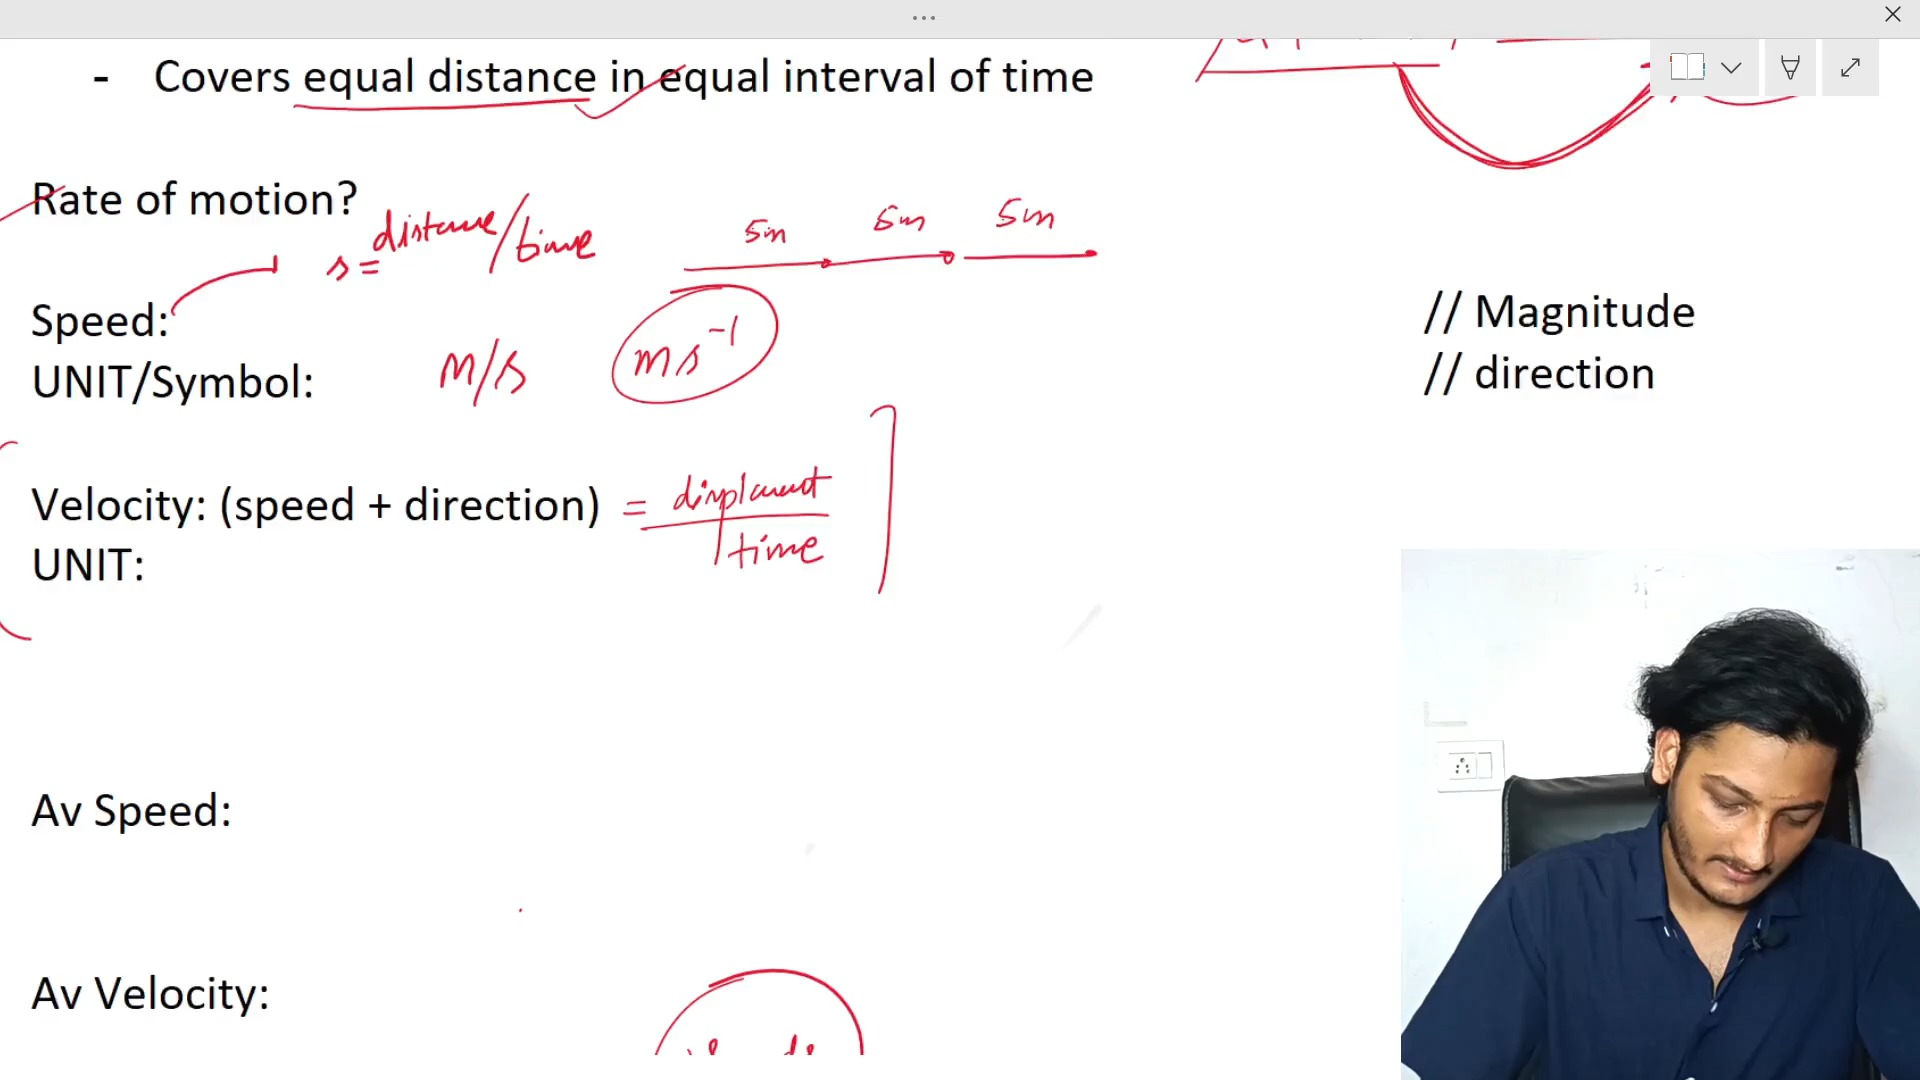 - Covers equal distance in equal interval of time
Rate of motion?
s = distance/time
5m 5m 5m
Speed:
// Magnitude
UNIT/Symbol: m/s ms⁻¹
// direction
Velocity: (speed + direction) =
time
UNIT:
Av Speed:
Av Velocity: